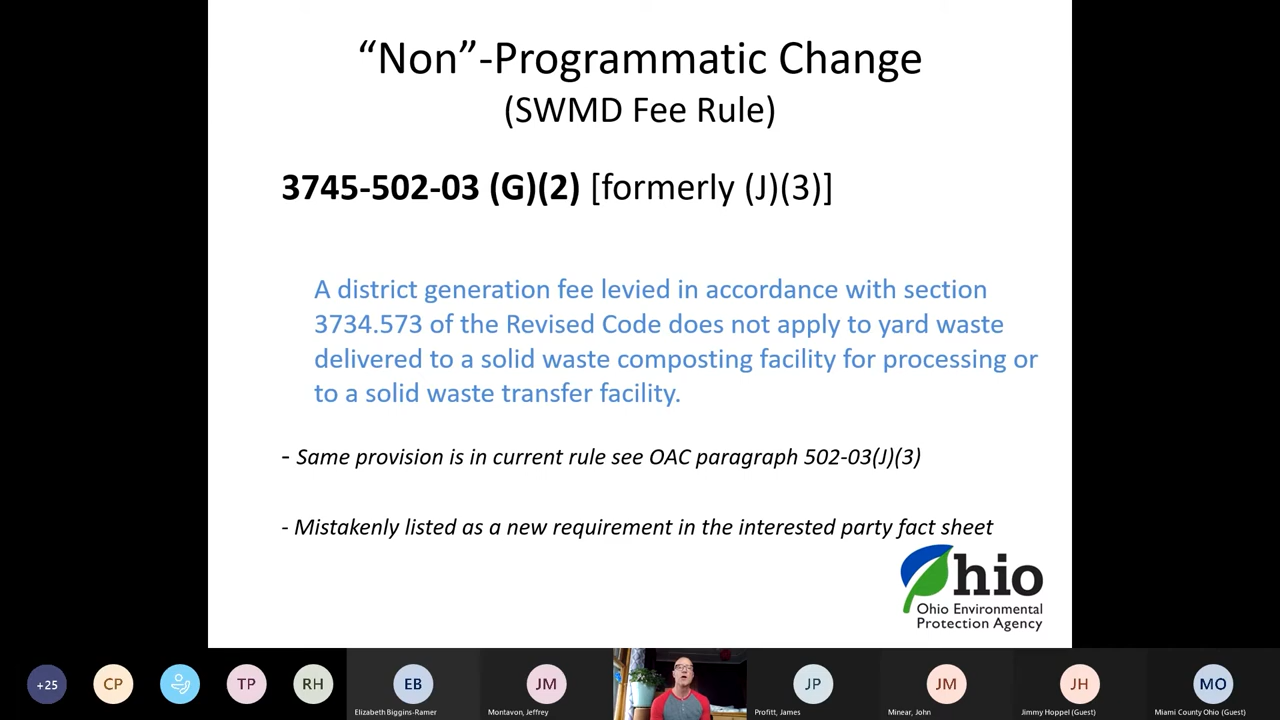 “Non”-Programmatic Change
(SWMD Fee Rule)
3745-502-03 (G)(2) [formerly (J)(3)]
A district generation fee levied in accordance with section
3734.573 of the Revised Code does not apply to yard waste
delivered to a solid waste composting facility for processing or
to a solid waste transfer facility.
- Same provision is in current rule see OAC paragraph 502-03(J)(3)
- Mistakenly listed as a new requirement in the interested party fact sheet
Ohio
Ohio Environmental
Protection Agency
+25
CP
TP
RH
EB
JM
JP
JM
JH
MO
Elizabeth Biggins-Ramer
Montavon, Jeffrey
Profitt, James
Minear, John
Jimmy Hoppel (Guest)
Miami County Ohio (Guest)